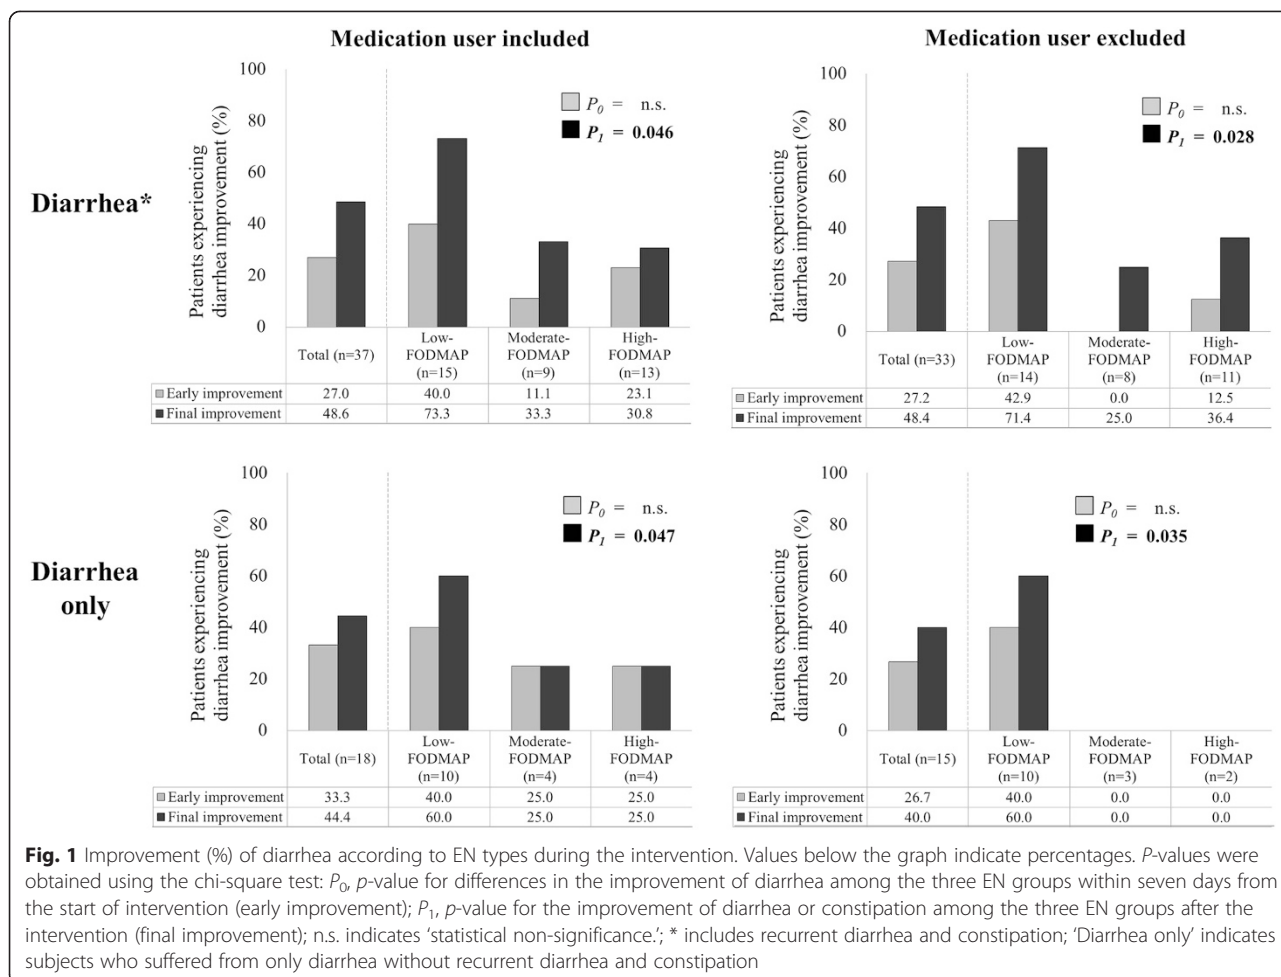 Medication user included
Medication user excluded
Diarrhea*
Patients experiencing
diarrhea improvement (%)
100
80
60
40
20
0
P0 = n.s.
P1 = 0.046
Total (n=37)
Low-
FODMAP
(n=15)
Moderate-
FODMAP
(n=9)
High-
FODMAP
(n=13)
Early improvement 27.0 40.0 11.1 23.1
Final improvement 48.6 73.3 33.3 30.8
Patients experiencing
diarrhea improvement (%)
100
80
60
40
20
0
P0 = n.s.
P1 = 0.028
Total (n=33)
Low-
FODMAP
(n=14)
Moderate-
FODMAP
(n=8)
High-
FODMAP
(n=11)
Early improvement 27.2 42.9 0.0 12.5
Final improvement 48.4 71.4 25.0 36.4
Diarrhea
only
Patients experiencing
diarrhea improvement (%)
100
80
60
40
20
0
P0 = n.s.
P1 = 0.047
Total (n=18)
Low-
FODMAP
(n=10)
Moderate-
FODMAP
(n=4)
High-
FODMAP
(n=4)
Early improvement 33.3 40.0 25.0 25.0
Final improvement 44.4 60.0 25.0 25.0
Patients experiencing
diarrhea improvement (%)
100
80
60
40
20
0
P0 = n.s.
P1 = 0.035
Total (n=15)
Low-
FODMAP
(n=10)
Moderate-
FODMAP
(n=3)
High-
FODMAP
(n=2)
Early improvement 26.7 40.0 0.0 0.0
Final improvement 40.0 60.0 0.0 0.0
Fig. 1 Improvement (%) of diarrhea according to EN types during the intervention. Values below the graph indicate percentages. P-values were
obtained using the chi-square test: P0, p-value for differences in the improvement of diarrhea among the three EN groups within seven days from
the start of intervention (early improvement); P1, p-value for the improvement of diarrhea or constipation among the three EN groups after the
intervention (final improvement); n.s. indicates ‘statistical non-significance.’; * includes recurrent diarrhea and constipation; ‘Diarrhea only’ indicates
subjects who suffered from only diarrhea without recurrent diarrhea and constipation